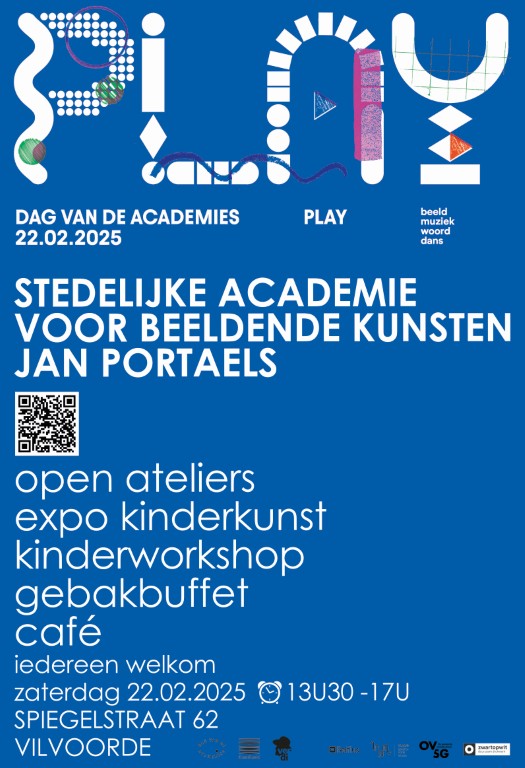 PLAY
DAG VAN DE ACADEMIES
22.02.2025
PLAY
beeld
muziek
woord
dans
STEDELIJKE ACADEMIE
VOOR BEELDENDE KUNSTEN
JAN PORTAELS
open ateliers
expo kinderkunst
kinderworkshop
gebakbuffet
café
iedereen welkom
zaterdag 22.02.2025 13U30 -17U
SPIEGELSTRAAT 62
VILVOORDE
OV
SG
zwartopwit